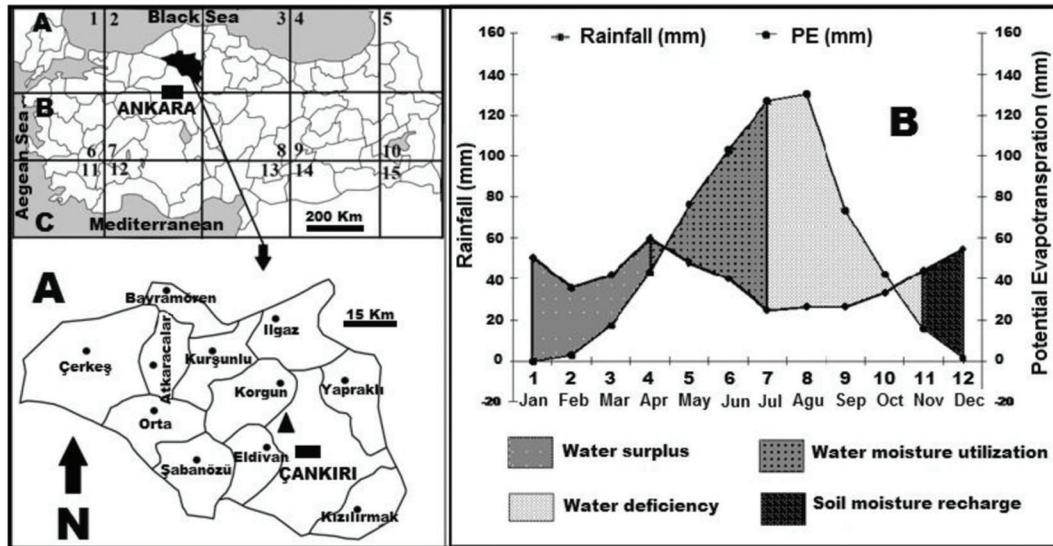 1 2 Black Sea 3 4 5
A
B ANKARA
Aegean Sea
6 7 8 9 10
11 12 13 14 15
C Mediterranean 200 Km
A
Bayramören 15 Km
Ilgaz
Çerkeş Atkaracalar Kurşunlu
Korgun Yapraklı
Orta
Şabanözü Eldivan ÇANKIRI
N Kızılırmak
B
Rainfall (mm) PE (mm)
Rainfall (mm)
160
140
120
100
80
60
40
20
0
-20
Potential Evapotranspration (mm)
160
140
120
100
80
60
40
20
0
-20
1 2 3 4 5 6 7 8 9 10 11 12
Jan Feb Mar Apr May Jun Jul Agu Sep Oct Nov Dec
Water surplus Water moisture utilization
Water deficiency Soil moisture recharge